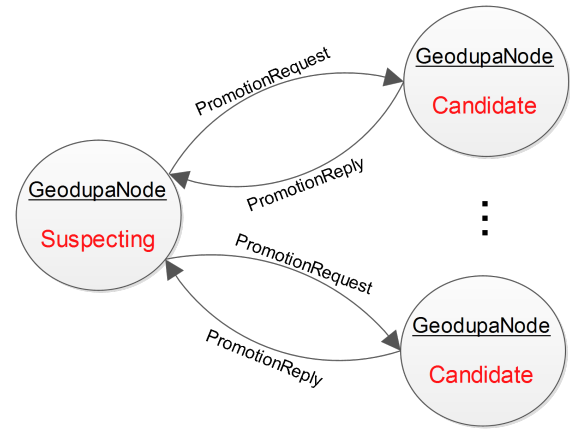 GeodupaNode
Candidate
PromotionRequest
PromotionReply
GeodupaNode
Suspecting
PromotionRequest
PromotionReply
GeodupaNode
Candidate